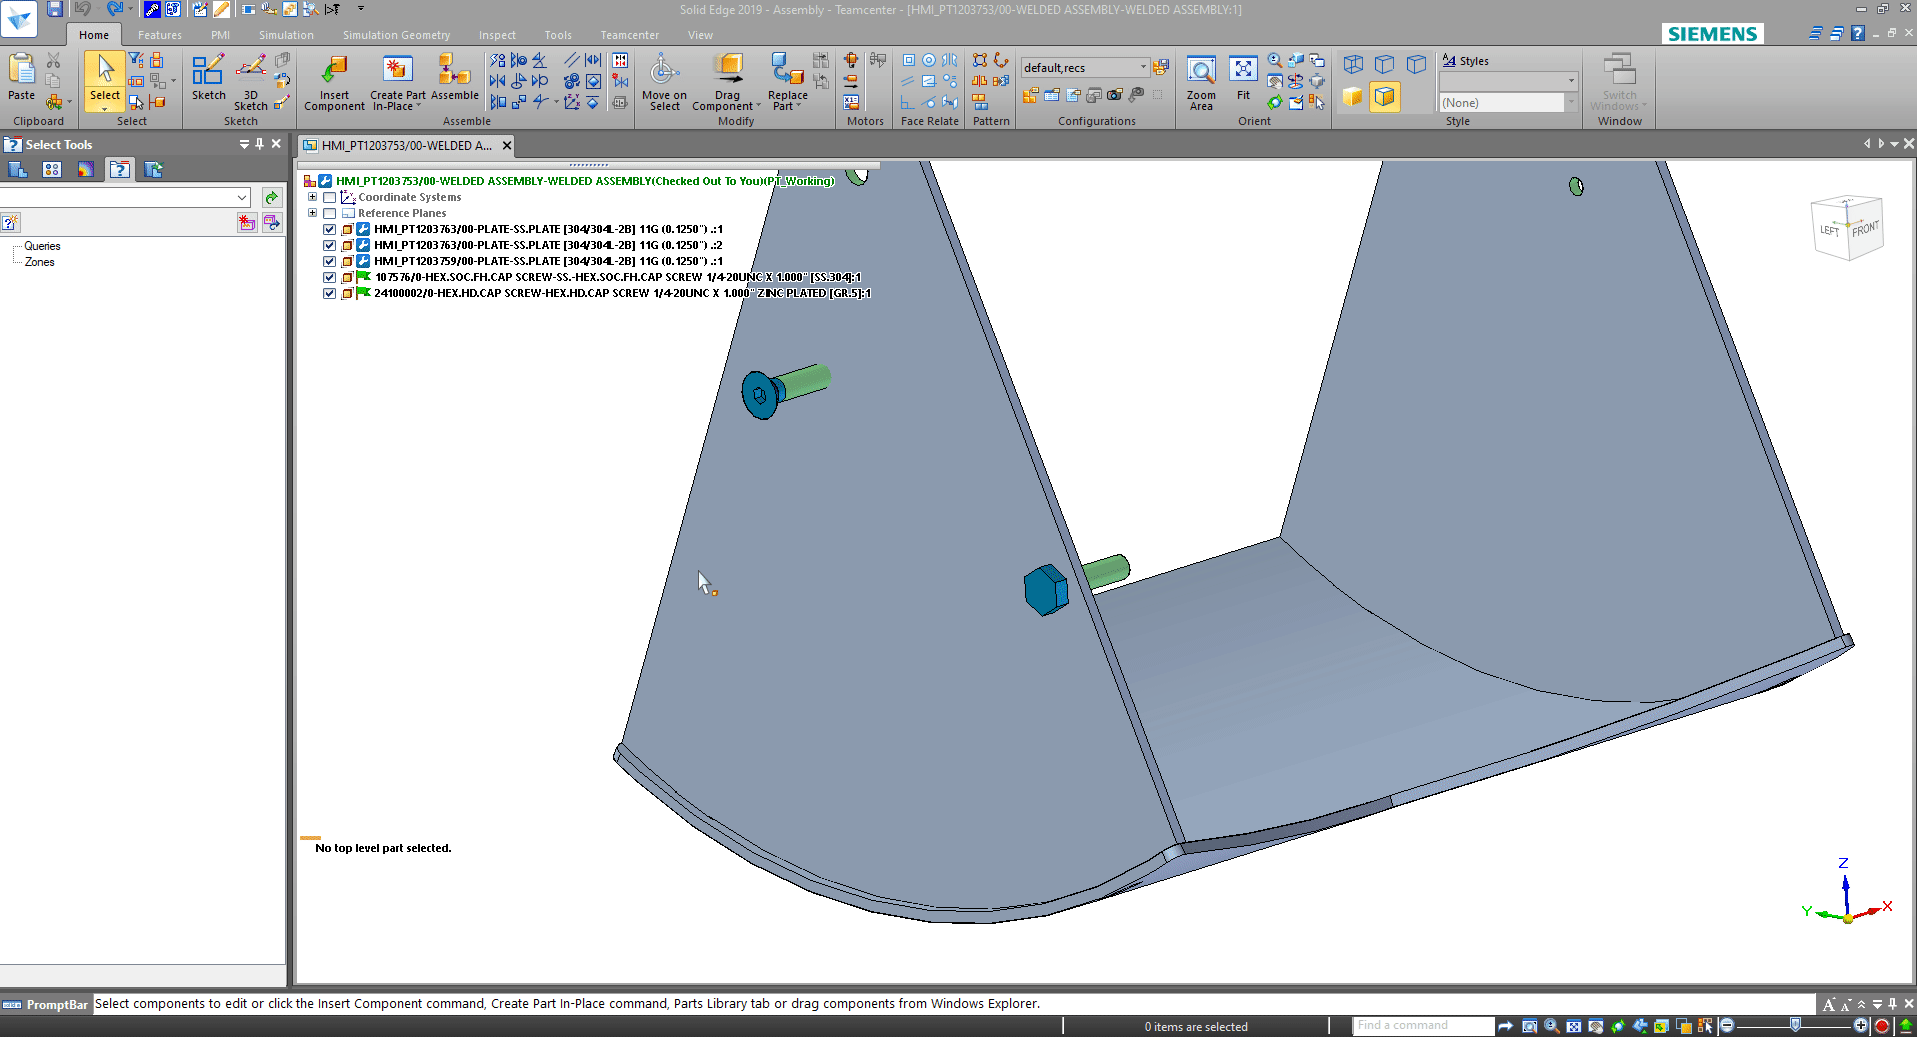 Solid Edge 2019 - Assembly - Teamcenter - [HMI_PT1203753/00-WELDED ASSEMBLY-WELDED ASSEMBLY:1]
Home Features PMI Simulation Simulation Geometry Inspect Tools Teamcenter View
SIEMENS
Paste
Clipboard
Select
Select
Sketch
3D Sketch
Sketch
Insert Component
Create Part In-Place
Assemble
Assemble
Move on Select
Drag Component
Replace Part
Modify
Motors
Face Relate
Pattern
default,recs
Configurations
Zoom Area
Fit
Orient
Styles
(None)
Style
Switch Windows
Window
Select Tools
Queries
Zones
HMI_PT1203753/00-WELDED A...
HMI_PT1203753/00-WELDED ASSEMBLY-WELDED ASSEMBLY(Checked Out To You)(PT_Working)
Coordinate Systems
Reference Planes
HMI_PT1203763/00-PLATE-SS.PLATE [304/304L-2B] 11G (0.1250") .:1
HMI_PT1203763/00-PLATE-SS.PLATE [304/304L-2B] 11G (0.1250") .:2
HMI_PT1203759/00-PLATE-SS.PLATE [304/304L-2B] 11G (0.1250") .:1
107576/0-HEX.SOC.FH.CAP SCREW-SS.-HEX.SOC.FH.CAP SCREW 1/4-20UNC X 1.000" [SS.304]:1
24100002/0-HEX.HD.CAP SCREW-HEX.HD.CAP SCREW 1/4-20UNC X 1.000" ZINC PLATED [GR.5]:1
LEFT FRONT
No top level part selected.
Z
Y X
PromptBar Select components to edit or click the Insert Component command, Create Part In-Place command, Parts Library tab or drag components from Windows Explorer.
0 items are selected
Find a command